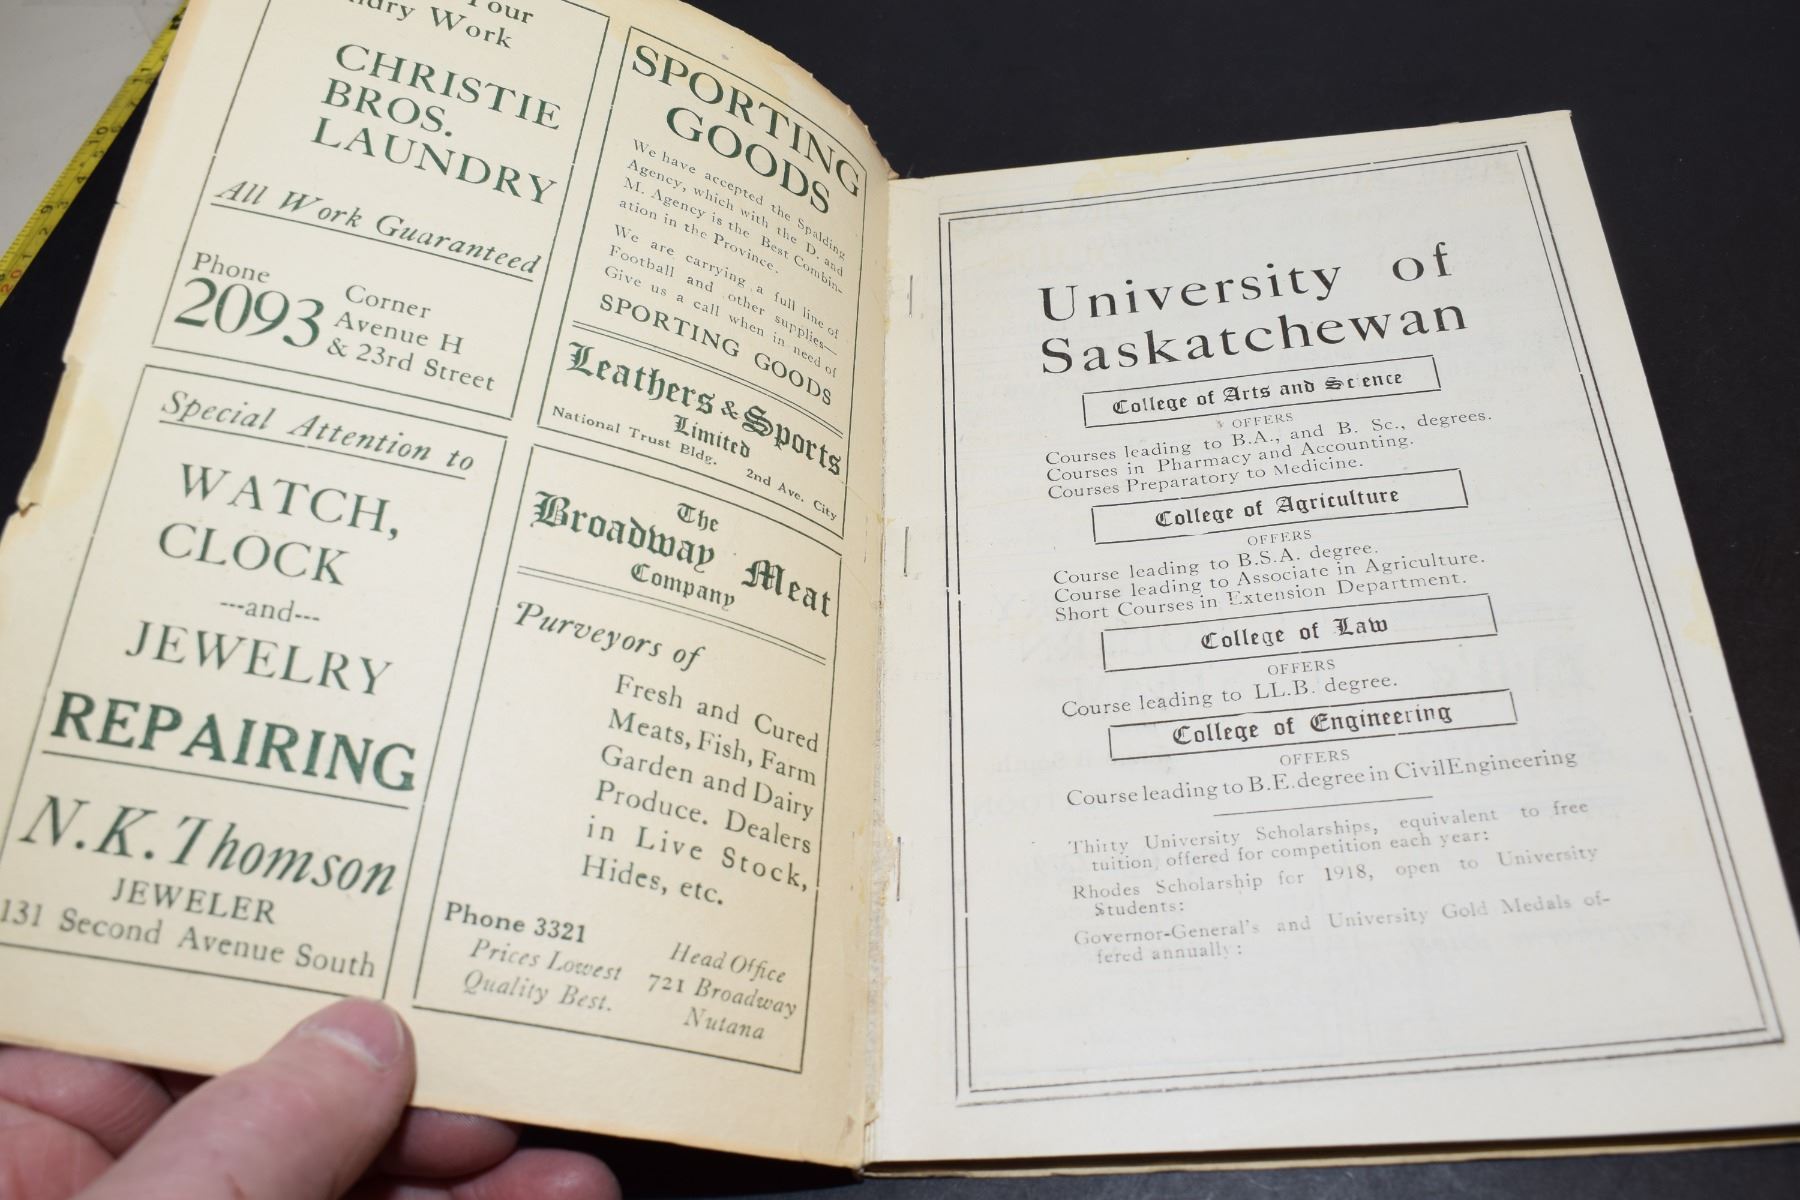 Your
Work
CHRISTIE
BROS.
LAUNDRY
All Work Guaranteed
Phone
2093
Corner
Avenue H
& 23rd Street
SPORTING
GOODS
We have accepted the Spalding
Agency, which with the D. and
M. Agency is the Best Combin-
ation in the Province.
We are carrying a full line of
Football and other supplies—
Give us a call when in need of
SPORTING GOODS
Leathers & Sports
Limited
National Trust Bldg. 2nd Ave. City
Special Attention to
WATCH,
CLOCK
---and---
JEWELRY
REPAIRING
N.K. Thomson
JEWELER
131 Second Avenue South
The
Broadway Meat
Company
Purveyors of
Fresh and Cured
Meats, Fish, Farm
Garden and Dairy
Produce. Dealers
in Live Stock,
Hides, etc.
Phone 3321
Prices Lowest
Quality Best.
Head Office
721 Broadway
Nutana
University of
Saskatchewan
College of Arts and Science
OFFERS
Courses leading to B.A., and B. Sc., degrees.
Courses in Pharmacy and Accounting.
Courses Preparatory to Medicine.
College of Agriculture
OFFERS
Course leading to B.S.A. degree.
Course leading to Associate in Agriculture.
Short Courses in Extension Department.
College of Law
OFFERS
Course leading to LL.B. degree.
College of Engineering
OFFERS
Course leading to B.E. degree in Civil Engineering
Thirty University Scholarships, equivalent to free
tuition, offered for competition each year:
Rhodes Scholarship for 1918, open to University
Students:
Governor-General's and University Gold Medals of-
fered annually: